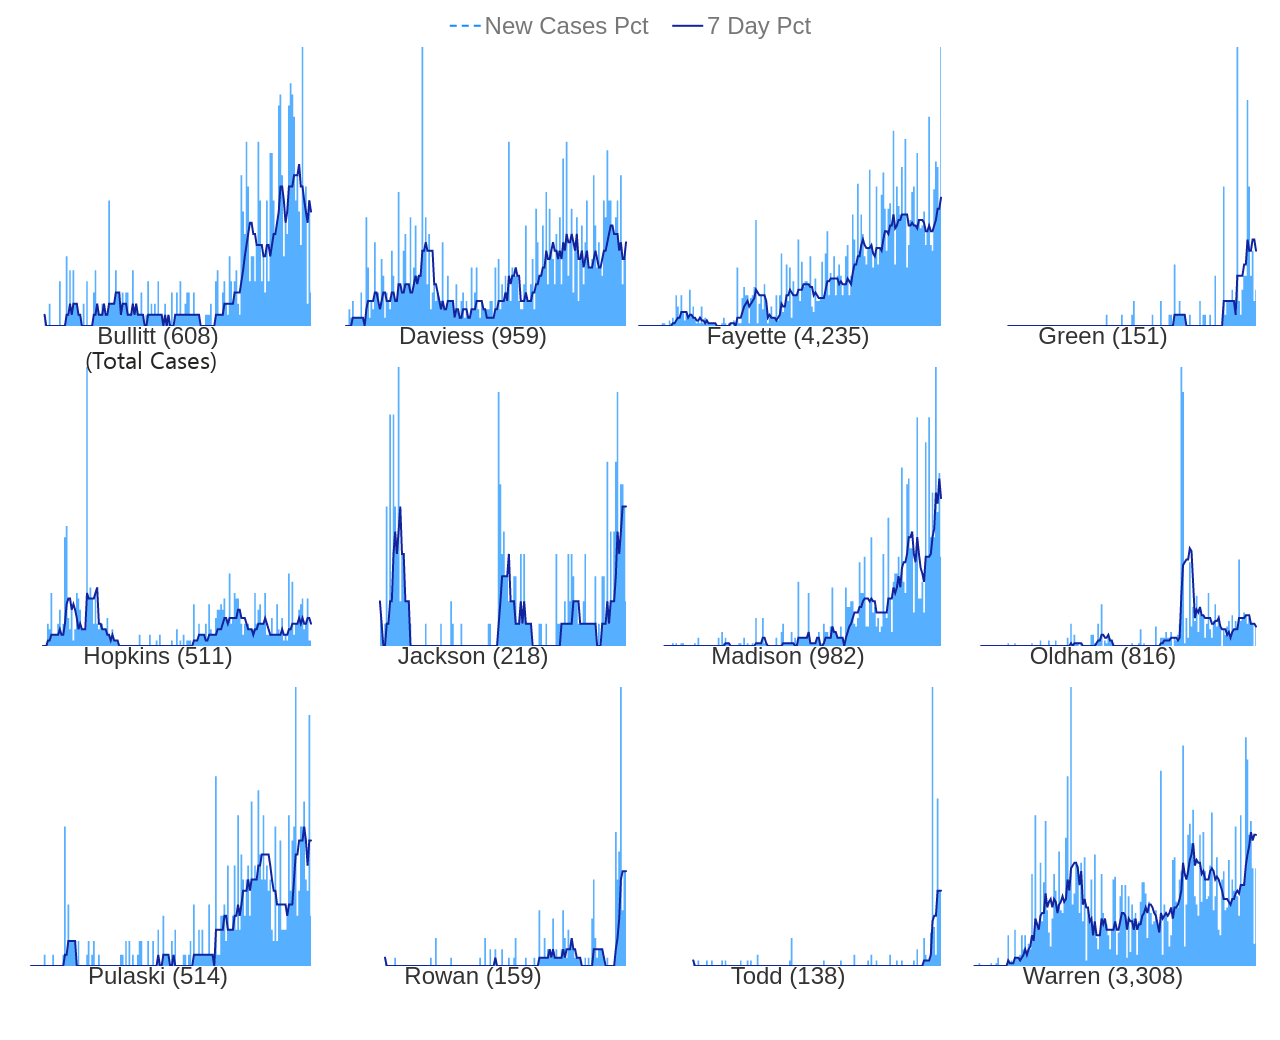 New Cases Pct 7 Day Pct
Bullitt (608) Daviess (959) Fayette (4,235) Green (151)
(Total Cases)
Hopkins (511) Jackson (218) Madison (982) Oldham (816)
Pulaski (514) Rowan (159) Todd (138) Warren (3,308)